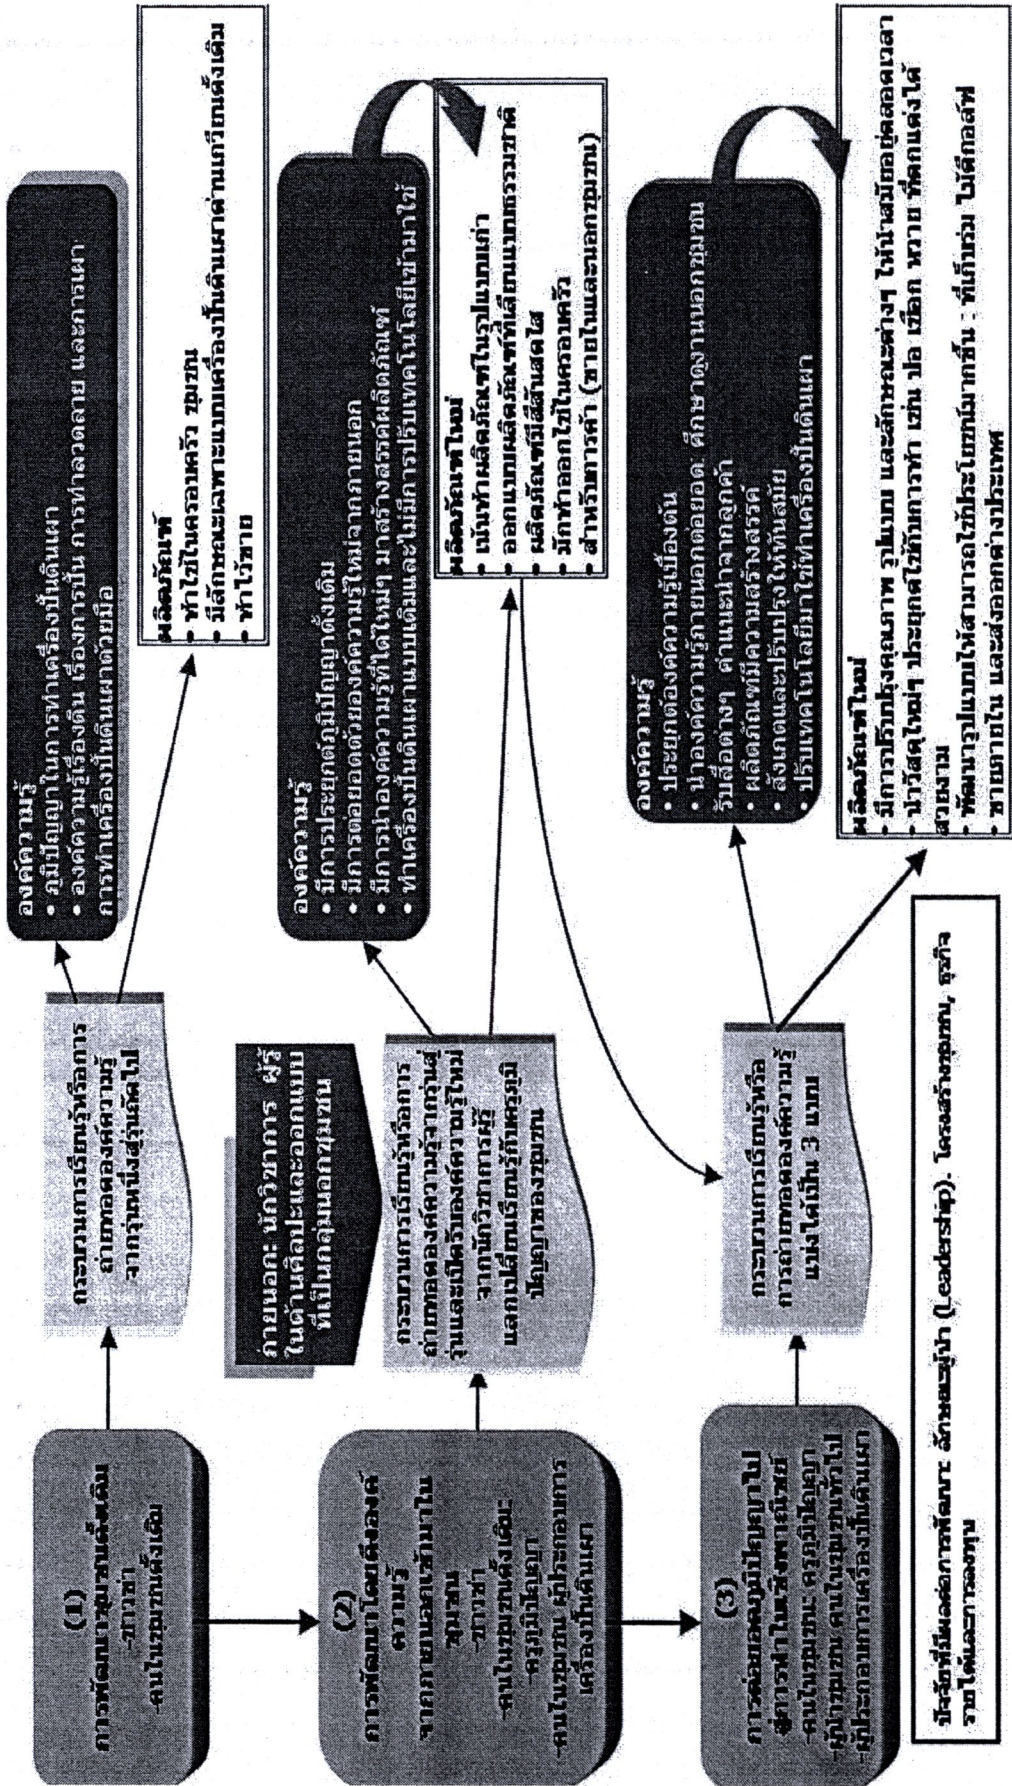 (1)
การพัฒนาชุมชนดั้งเดิม
-ชาวข่า
-คนในชุมชนดั้งเดิม
กระบวนการเรียนรู้หรือการ
ถ่ายทอดองค์ความรู้
จากรุ่นหนึ่งสู่รุ่นถัดไป
องค์ความรู้
• ภูมิปัญญาในการทำเครื่องปั้นดินเผา
• องค์ความรู้เรื่องดิน เรื่องการปั้น การทำลวดลาย และการเผา
การทำเครื่องปั้นดินเผาด้วยมือ
ผลิตภัณฑ์
• ทำใช้ในครอบครัว ชุมชน
• มีลักษณะเฉพาะแบบเครื่องปั้นดินเผาด่านเกวียนดั้งเดิม
• ทำไว้ขาย
(2)
การพัฒนาโดยดึงองค์
ความรู้
จากภายนอกเข้ามาใน
ชุมชน
-ชาวข่า
-คนในชุมชนดั้งเดิม:
-ครูภูมิปัญญา
-คนในชุมชน ผู้ประกอบการ
เครื่องปั้นดินเผา
ภายนอก: นักวิชาการ ผู้รู้
ในด้านศิลปะและออกแบบ
ที่เป็นกลุ่มนอกชุมชน
กระบวนการเรียนรู้หรือการ
ถ่ายทอดองค์ความรู้จากรุ่นสู่
รุ่นและเปิดรับองค์ความรู้ใหม่
จากนักวิชาการผู้รู้
แลกเปลี่ยนเรียนรู้กับครูภูมิ
ปัญญาของชุมชน
องค์ความรู้
• มีการประยุกต์ภูมิปัญญาดั้งเดิม
• มีการต่อยอดด้วยองค์ความรู้ใหม่จากภายนอก
• มีการนำองค์ความรู้ที่ได้ใหม่ๆ มาสร้างสรรค์ผลิตภัณฑ์
• ทำเครื่องปั้นดินเผาแบบเดิมและไม่มีการปรับเทคโนโลยีเข้ามาใช้
ผลิตภัณฑ์ใหม่
• เน้นทำผลิตภัณฑ์ในรูปแบบเก่า
• ออกแบบผลิตภัณฑ์ที่เลียนแบบธรรมชาติ
• ผลิตภัณฑ์มีสีสันสดใส
• มักทำออกใช้ในครอบครัว
• สำหรับการค้า (ขายในและนอกชุมชน)
(3)
การต่อยอดภูมิปัญญาไป
สู่การทำในเชิงพาณิชย์
-คนในชุมชน: ครูภูมิปัญญา
-ผู้นำชุมชน คนในชุมชนทั่วไป
-ผู้ประกอบการเครื่องปั้นดินเผา
กระบวนการเรียนรู้หรือ
การถ่ายทอดองค์ความรู้
แบ่งได้เป็น 3 แบบ
องค์ความรู้
• ประยุกต์องค์ความรู้เบื้องต้น
• นำองค์ความรู้ภายนอกต่อยอด: ศึกษาดูงานนอกชุมชน
รับสื่อต่างๆ คำแนะนำจากลูกค้า
• ผลิตภัณฑ์มีความสร้างสรรค์
• สังเกตและปรับปรุงให้ทันสมัย
• ปรับเทคโนโลยีมาใช้ทำเครื่องปั้นดินเผา
ผลิตภัณฑ์ใหม่
• มีการปรับปรุงคุณภาพ รูปแบบ และลักษณะต่างๆ ให้นำสมัยอยู่ตลอดเวลา
• นำวัสดุใหม่ๆ ประยุกต์ใช้กับการทำ เช่น ปอ เชือก หวาย ที่ตกแต่งได้
สวยงาม
• พัฒนารูปแบบให้สามารถใช้ประโยชน์มากขึ้น : ที่เก็บร่ม ไม้ตีกอล์ฟ
• ขายภายใน และส่งออกต่างประเทศ
ปัจจัยที่มีผลต่อการพัฒนา: ลักษณะผู้นำ (Leadership). โครงสร้างชุมชน, ธุรกิจ
รายได้และการลงทุน